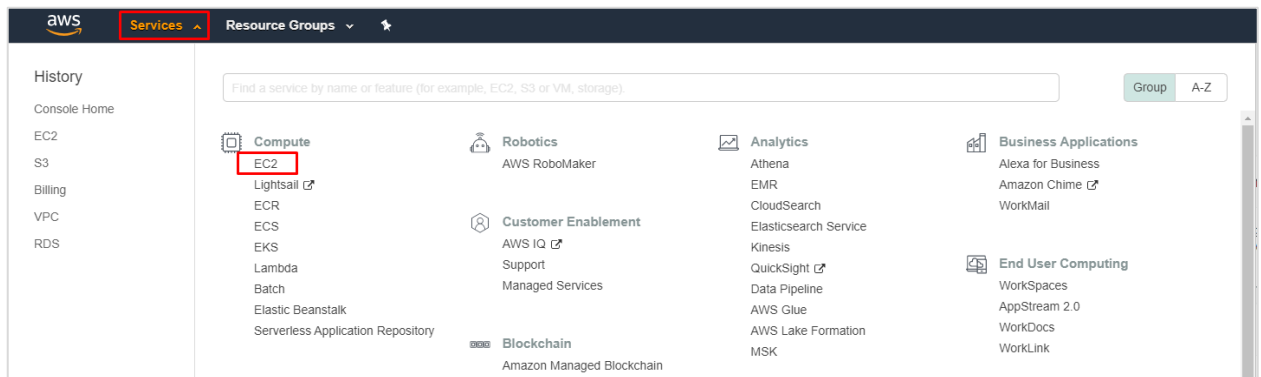 aws Services Resource Groups
History
Console Home
EC2
S3
Billing
VPC
RDS
Find a service by name or feature (for example, EC2, S3 or VM, storage).
Group A-Z
Compute
EC2
Lightsail
ECR
ECS
EKS
Lambda
Batch
Elastic Beanstalk
Serverless Application Repository
Robotics
AWS RoboMaker
Customer Enablement
AWS IQ
Support
Managed Services
Blockchain
Amazon Managed Blockchain
Analytics
Athena
EMR
CloudSearch
Elasticsearch Service
Kinesis
QuickSight
Data Pipeline
AWS Glue
AWS Lake Formation
MSK
Business Applications
Alexa for Business
Amazon Chime
WorkMail
End User Computing
WorkSpaces
AppStream 2.0
WorkDocs
WorkLink